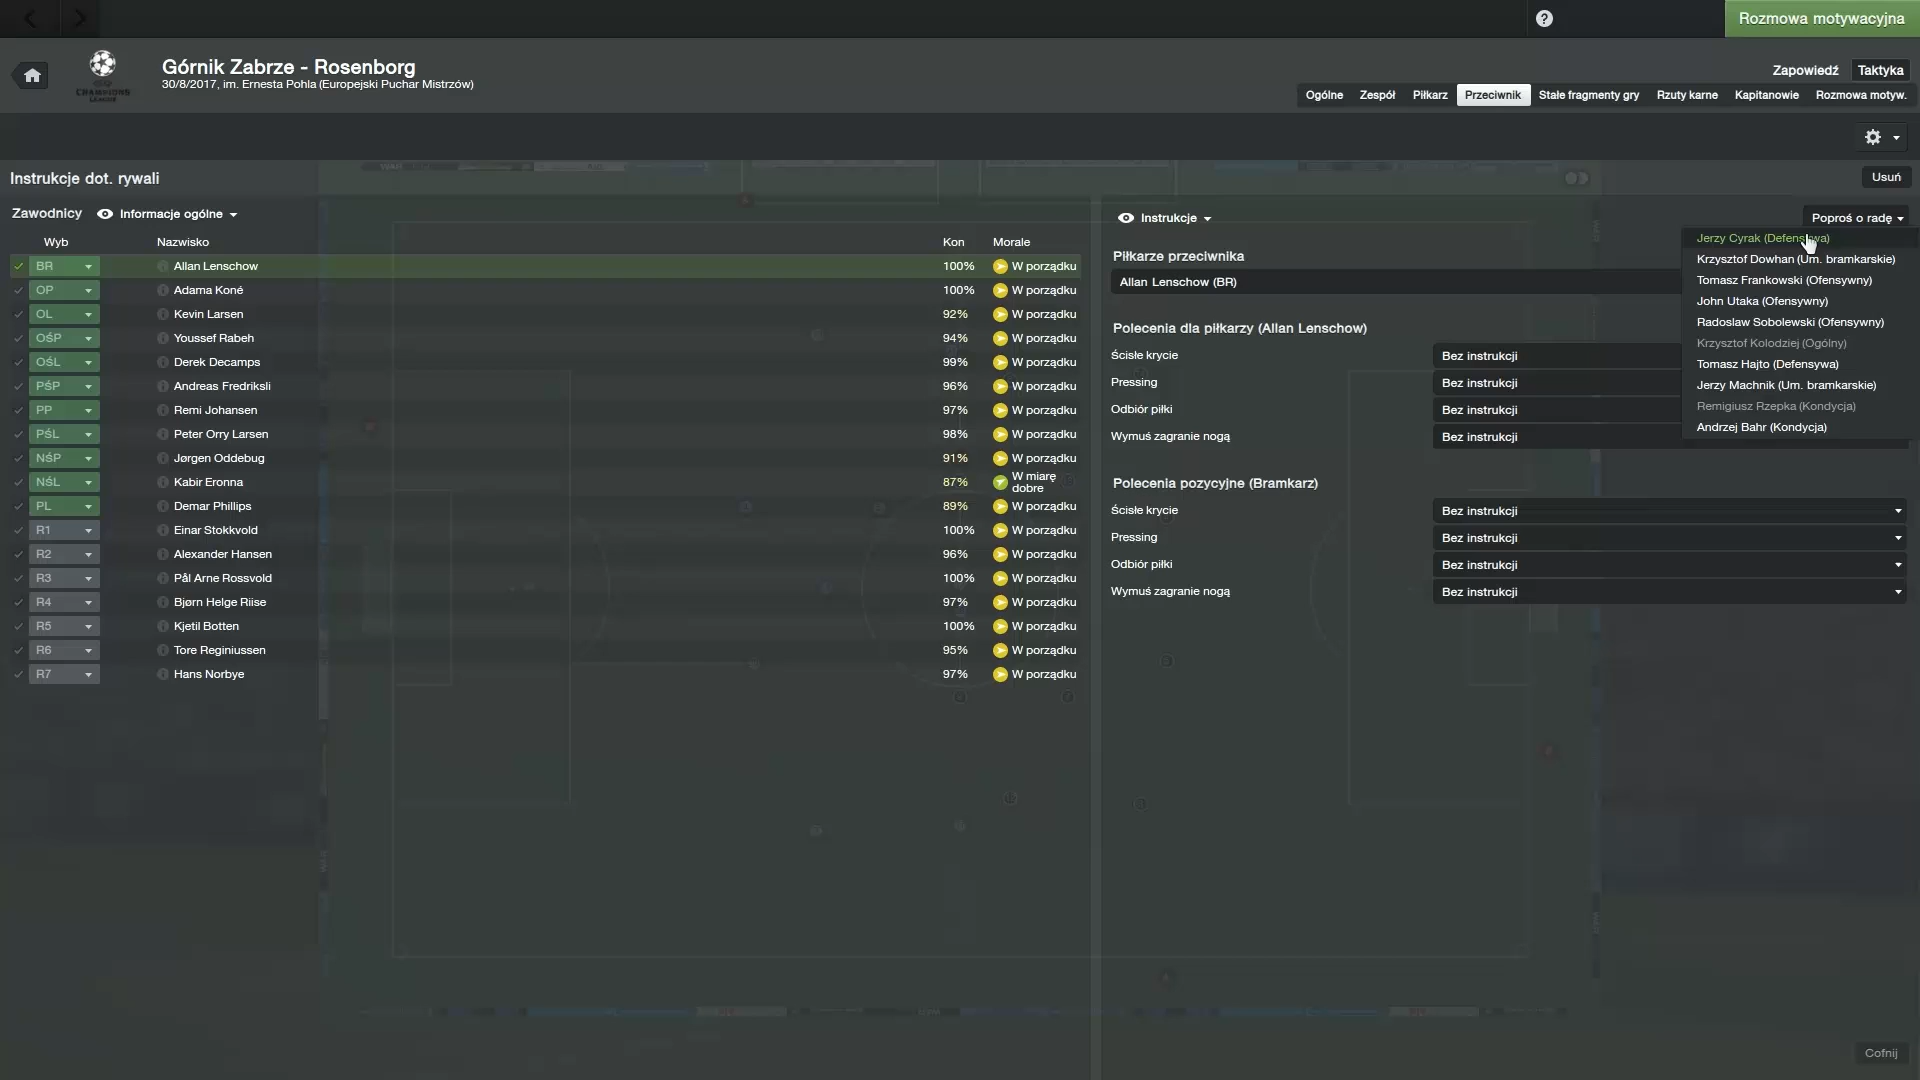 Rozmowa motywacyjna
Górnik Zabrze - Rosenborg
30/8/2017, im. Ernesta Pohla (Europejski Puchar Mistrzów)
CHAMPIONS
LEAGUE
Zapowiedź Taktyka
Ogólne Zespół Piłkarz Przeciwnik Stałe fragmenty gry Rzuty karne Kapitanowie Rozmowa motyw.
Instrukcje dot. rywali
Usuń
Zawodnicy Informacje ogólne
Wyb Nazwisko Kon Morale
BR Allan Lenschow 100% W porządku
OP Adama Koné 100% W porządku
OL Kevin Larsen 92% W porządku
OŚP Youssef Rabeh 94% W porządku
OŚL Derek Decamps 99% W porządku
PŚP Andreas Fredriksli 96% W porządku
PP Remi Johansen 97% W porządku
PŚL Peter Orry Larsen 98% W porządku
NŚP Jørgen Oddebug 91% W porządku
NŚL Kabir Eronna 87% W miarę
dobre
PL Demar Phillips 89% W porządku
R1 Einar Stokkvold 100% W porządku
R2 Alexander Hansen 96% W porządku
R3 Pål Arne Rossvold 100% W porządku
R4 Bjørn Helge Riise 97% W porządku
R5 Kjetil Botten 100% W porządku
R6 Tore Reginiussen 95% W porządku
R7 Hans Norbye 97% W porządku
Instrukcje
Poproś o radę
Jerzy Cyrak (Defensywa)
Krzysztof Dowhan (Um. bramkarskie)
Tomasz Frankowski (Ofensywny)
John Utaka (Ofensywny)
Radoslaw Sobolewski (Ofensywny)
Krzysztof Kolodziej (Ogólny)
Tomasz Hajto (Defensywa)
Jerzy Machnik (Um. bramkarskie)
Remigiusz Rzepka (Kondycja)
Andrzej Bahr (Kondycja)
Piłkarze przeciwnika
Allan Lenschow (BR)
Polecenia dla piłkarzy (Allan Lenschow)
Ścisłe krycie Bez instrukcji
Pressing Bez instrukcji
Odbiór piłki Bez instrukcji
Wymuś zagranie nogą Bez instrukcji
Polecenia pozycyjne (Bramkarz)
Ścisłe krycie Bez instrukcji
Pressing Bez instrukcji
Odbiór piłki Bez instrukcji
Wymuś zagranie nogą Bez instrukcji
Cofnij